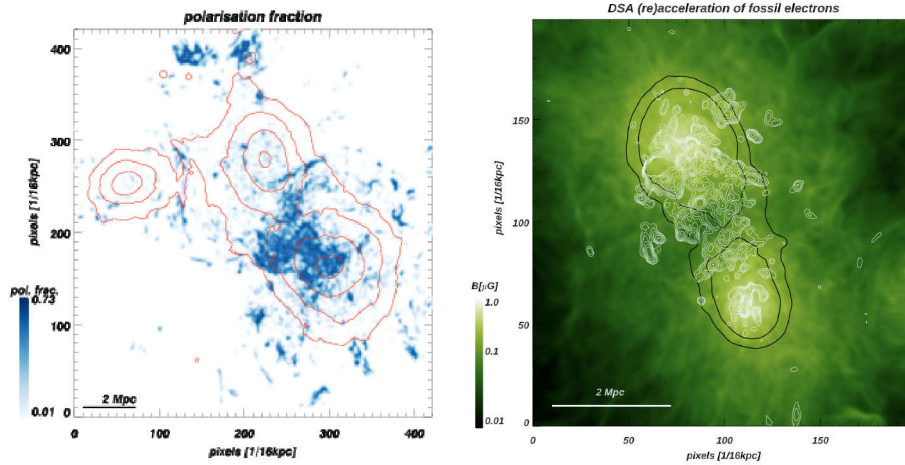 polarisation fraction
400
300
200
100
0
pixels [1/16kpc]
pol. frac.
0.73
0.01
2 Mpc
0 100 200 300 400
pixels [1/16kpc]
DSA (re)acceleration of fossil electrons
150
100
50
0
pixels [1/16kpc]
B[μG]
1.0
0.1
0.01
2 Mpc
0 50 100 150
pixels [1/16kpc]